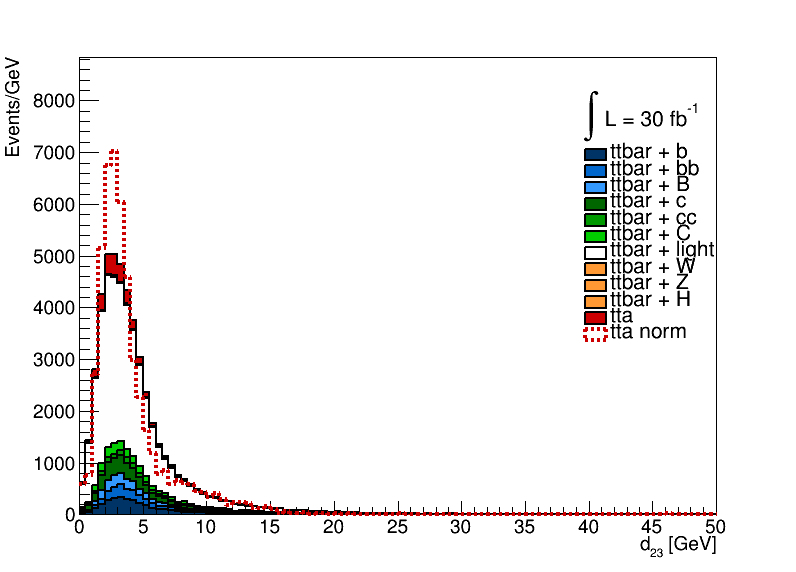 Events/GeV
8000
7000
6000
5000
4000
3000
2000
1000
0
∫ L = 30 fb-1
ttbar + b
ttbar + bb
ttbar + B
ttbar + c
ttbar + cc
ttbar + C
ttbar + light
ttbar + W
ttbar + Z
ttbar + H
tta
tta norm
0 5 10 15 20 25 30 35 40 45 50
d23 [GeV]